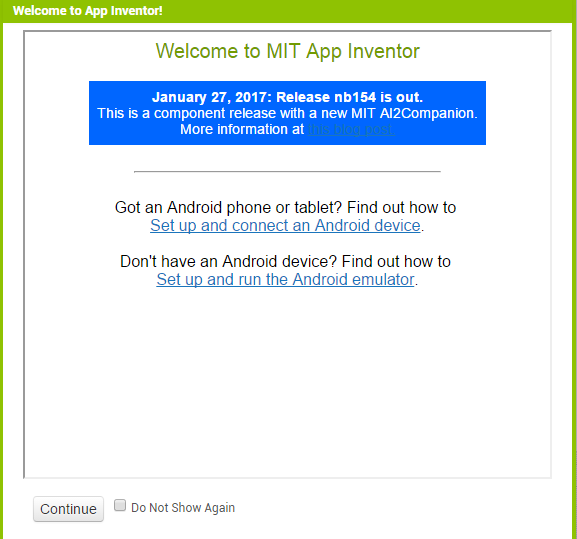 Welcome to App Inventor!
Welcome to MIT App Inventor
January 27, 2017: Release nb154 is out.
This is a component release with a new MIT AI2Companion.
More information at this blog post.
Got an Android phone or tablet? Find out how to
Set up and connect an Android device.
Don't have an Android device? Find out how to
Set up and run the Android emulator.
Continue
Do Not Show Again